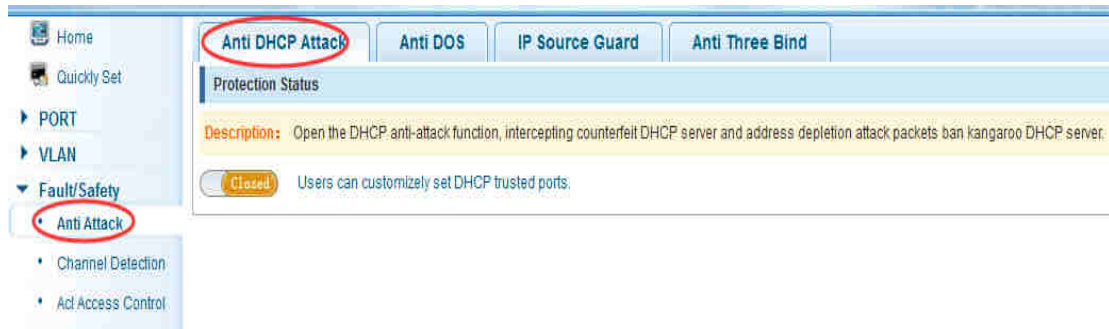 Home
Quickly Set
PORT
VLAN
Fault/Safety
Anti Attack
Channel Detection
Acl Access Control
Anti DHCP Attack
Anti DOS
IP Source Guard
Anti Three Bind
Protection Status
Description: Open the DHCP anti-attack function, intercepting counterfeit DHCP server and address depletion attack packets ban kangaroo DHCP server.
Closed Users can customizely set DHCP trusted ports.